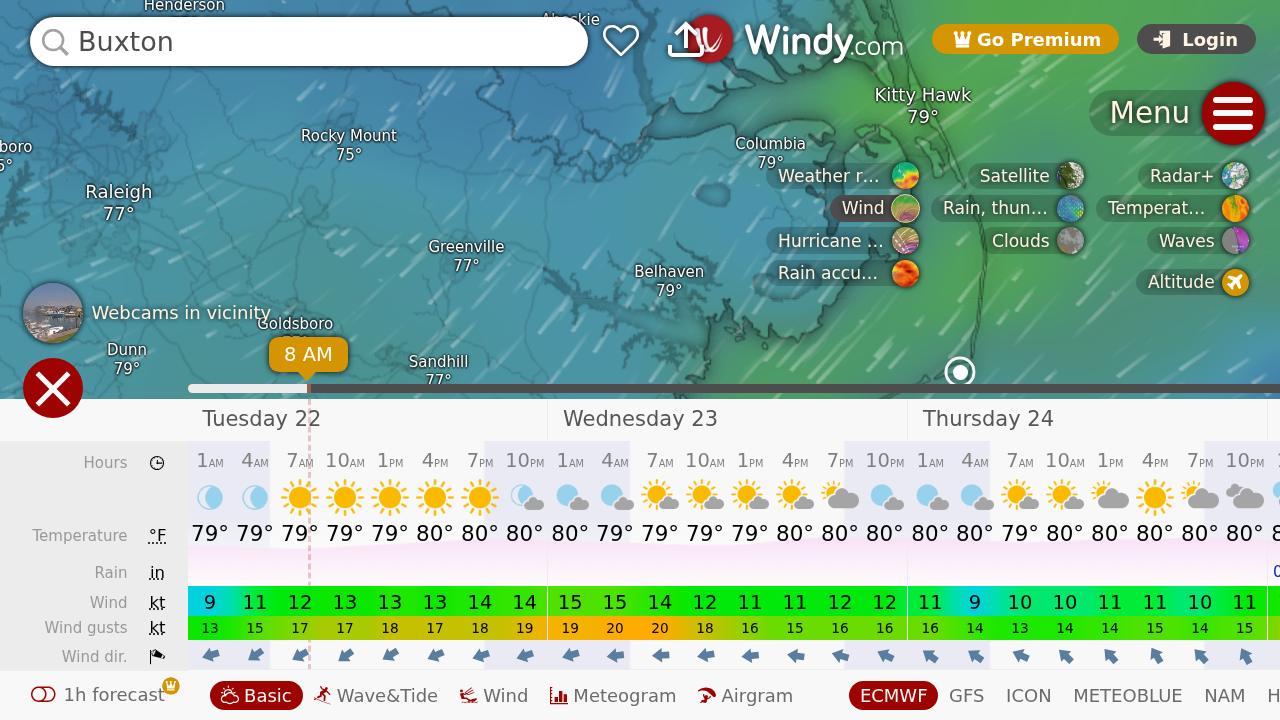 Henderson
Ahoskie
Buxton
Windy.com
Go Premium
Login
Menu
Kitty Hawk
79°
Rocky Mount
75°
Columbia
79°
boro
5°
Raleigh
77°
Weather r...
Satellite
Radar+
Wind
Rain, thun...
Temperat...
Hurricane ...
Clouds
Waves
Rain accu...
Altitude
Greenville
77°
Belhaven
79°
Webcams in vicinity
Goldsboro
Dunn
79°
8 AM
Sandhill
77°
Tuesday 22 Wednesday 23 Thursday 24
Hours 1AM 4AM 7AM 10AM 1PM 4PM 7PM 10PM 1AM 4AM 7AM 10AM 1PM 4PM 7PM 10PM 1AM 4AM 7AM 10AM 1PM 4PM 7PM 10PM
Temperature °F 79° 79° 79° 79° 79° 80° 80° 80° 80° 79° 79° 79° 79° 80° 80° 80° 80° 80° 79° 80° 80° 80° 80° 80° 8
Rain in 0
Wind kt 9 11 12 13 13 13 14 14 15 15 14 12 11 11 12 12 11 9 10 10 11 11 10 11
Wind gusts kt 13 15 17 17 18 17 18 19 19 20 20 18 16 15 16 16 16 14 13 14 14 15 14 15
Wind dir.
1h forecast Basic Wave&Tide Wind Meteogram Airgram ECMWF GFS ICON METEOBLUE NAM H